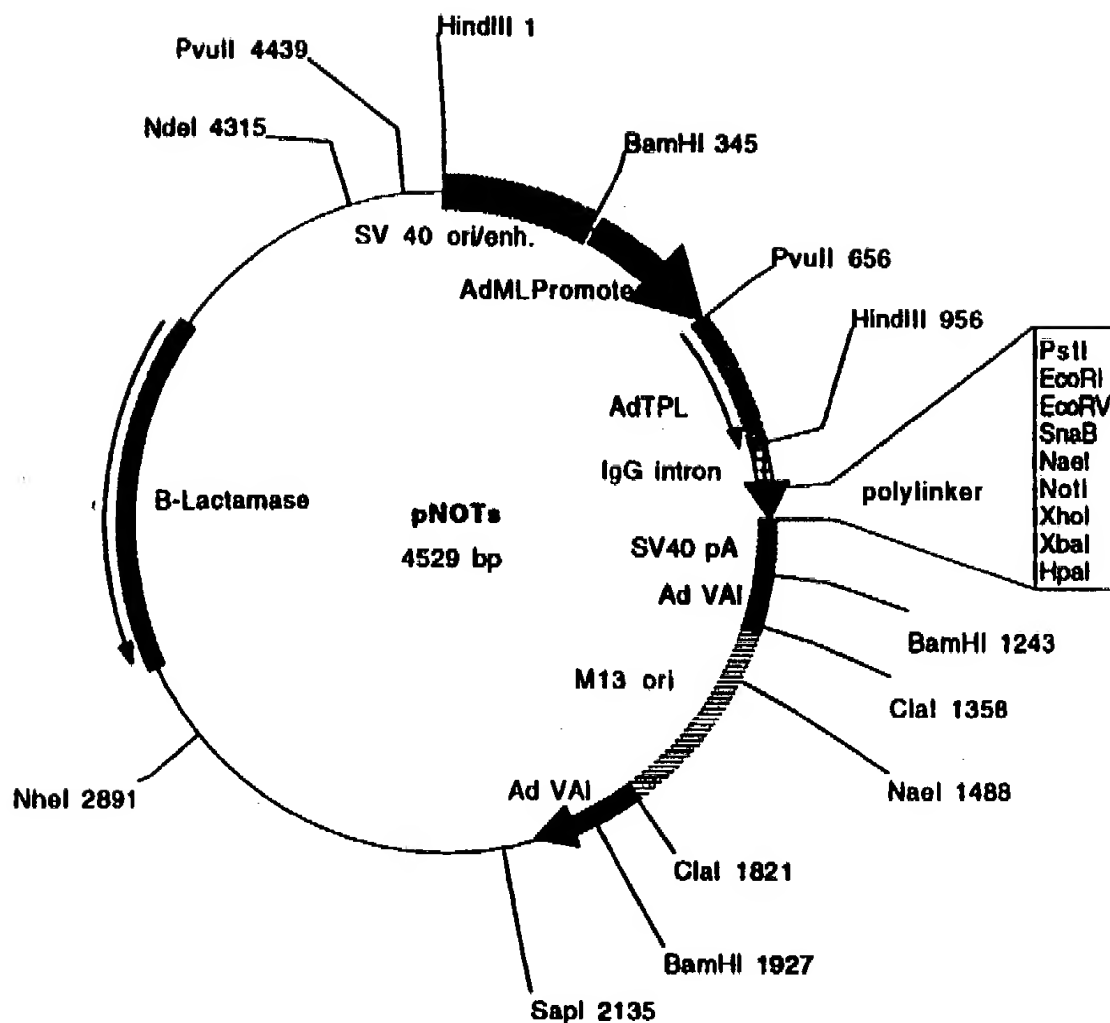 HindIII 1
PvuII 4439
NdeI 4315
BamHI 345
SV 40 ori/enh.
AdMLPromote
PvuII 656
HindIII 956
PstI
EcoRI
EcoRV
SnaB
NaeI
NotI
XhoI
XbaI
HpaI
AdTPL
IgG intron
polylinker
B-Lactamase
pNOTs
4529 bp
SV40 pA
Ad VAI
BamHI 1243
M13 ori
ClaI 1358
NheI 2891
Ad VAI
NaeI 1488
ClaI 1821
BamHI 1927
SapI 2135